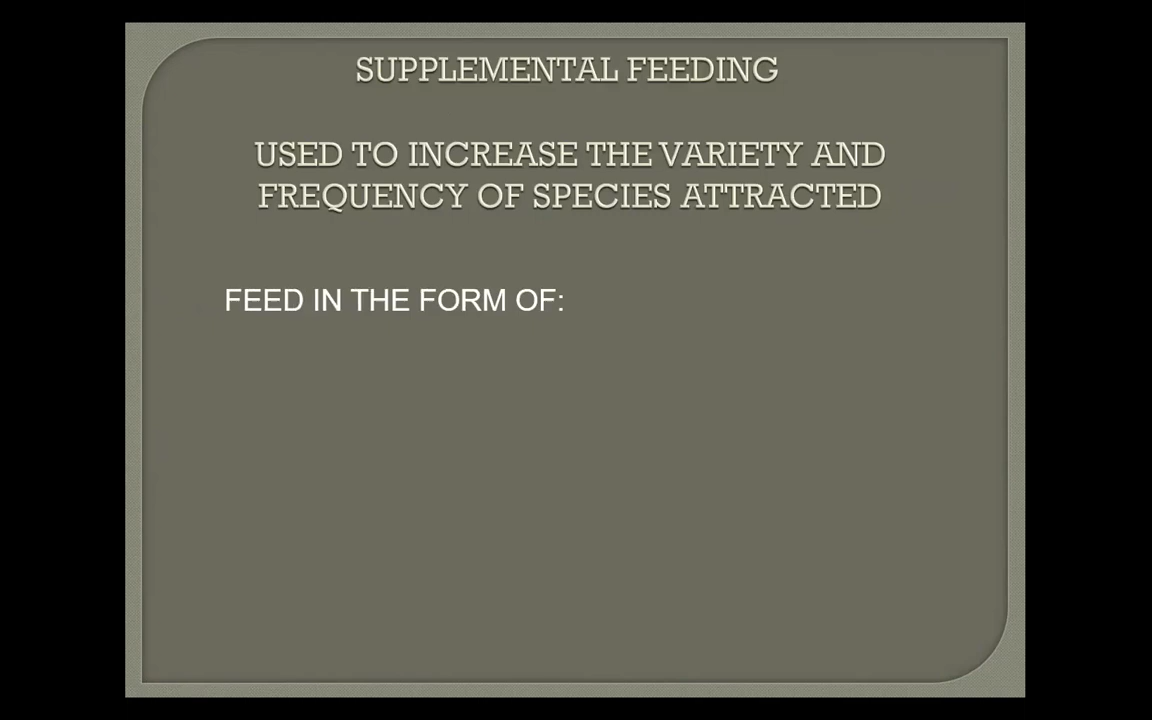 SUPPLEMENTAL FEEDING
USED TO INCREASE THE VARIETY AND
FREQUENCY OF SPECIES ATTRACTED
FEED IN THE FORM OF: